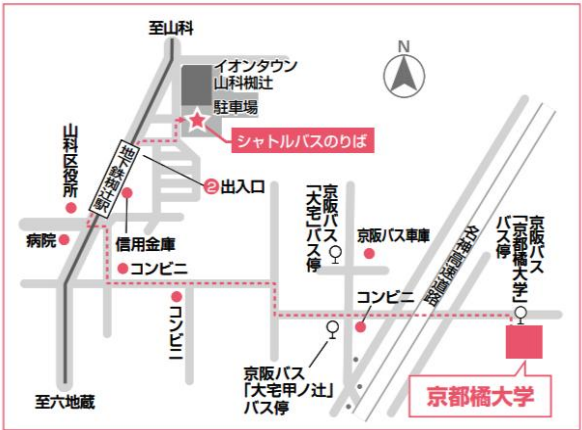 至山科
N
イオンタウン
山科椥辻
駐車場
シャトルバスのりば
山科区役所
地下鉄椥辻駅
②出入口
病院
信用金庫
コンビニ
コンビニ
京阪バス
「大宅」バス停
京阪バス車庫
名神高速道路
京阪バス
「京都橘大学」
バス停
コンビニ
京阪バス
「大宅甲ノ辻」
バス停
京都橘大学
至六地蔵